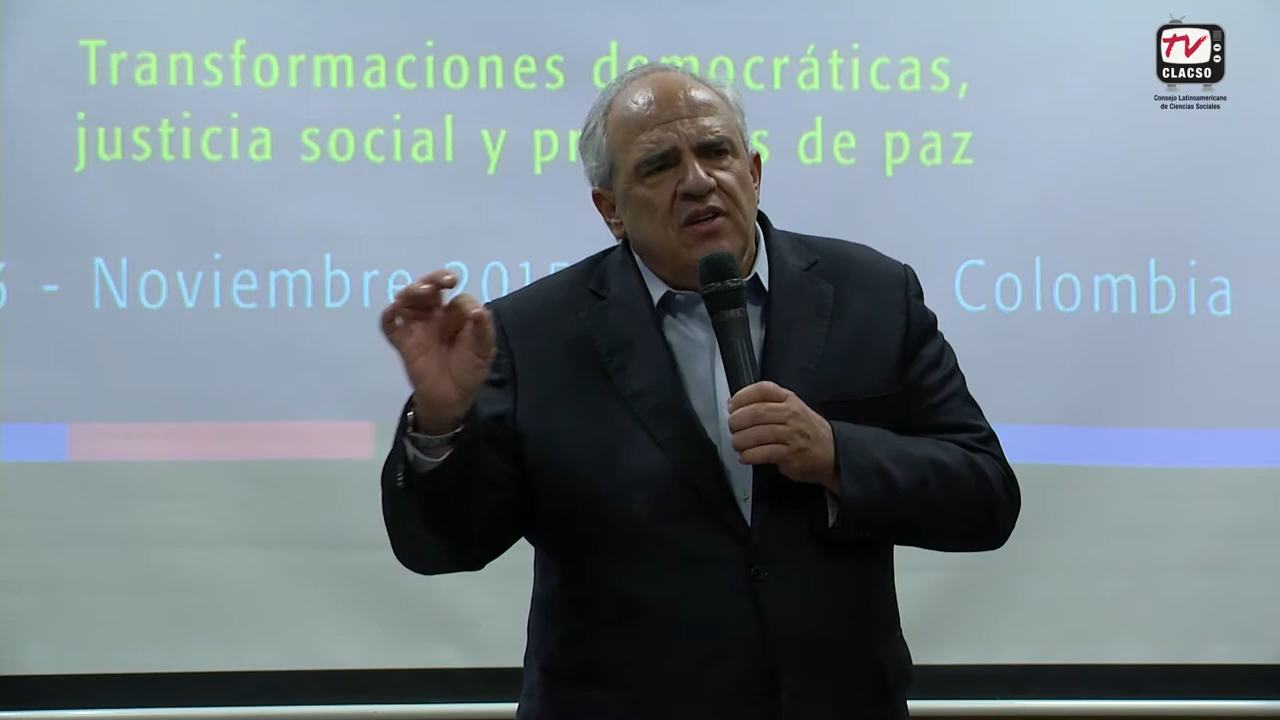 Transformaciones democráticas,
justicia social y de paz
- Noviembre Colombia
TV
CLACSO
Consejo Latinoamericano
de Ciencias Sociales